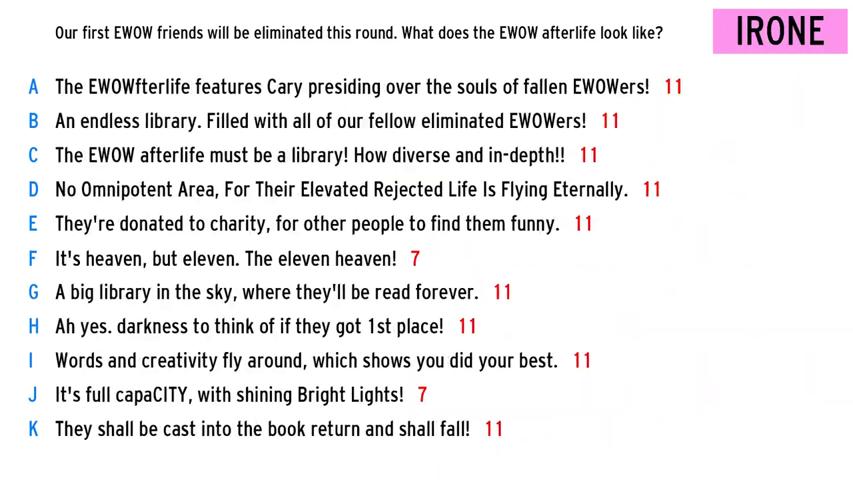 Our first EWOW friends will be eliminated this round. What does the EWOW afterlife look like?
IRONE
A The EWOWfterlife features Cary presiding over the souls of fallen EWOWers! 11
B An endless library. Filled with all of our fellow eliminated EWOWers! 11
C The EWOW afterlife must be a library! How diverse and in-depth!! 11
D No Omnipotent Area, For Their Elevated Rejected Life Is Flying Eternally. 11
E They're donated to charity, for other people to find them funny. 11
F It's heaven, but eleven. The eleven heaven! 7
G A big library in the sky, where they'll be read forever. 11
H Ah yes. darkness to think of if they got 1st place! 11
I Words and creativity fly around, which shows you did your best. 11
J It's full capaCITY, with shining Bright Lights! 7
K They shall be cast into the book return and shall fall! 11